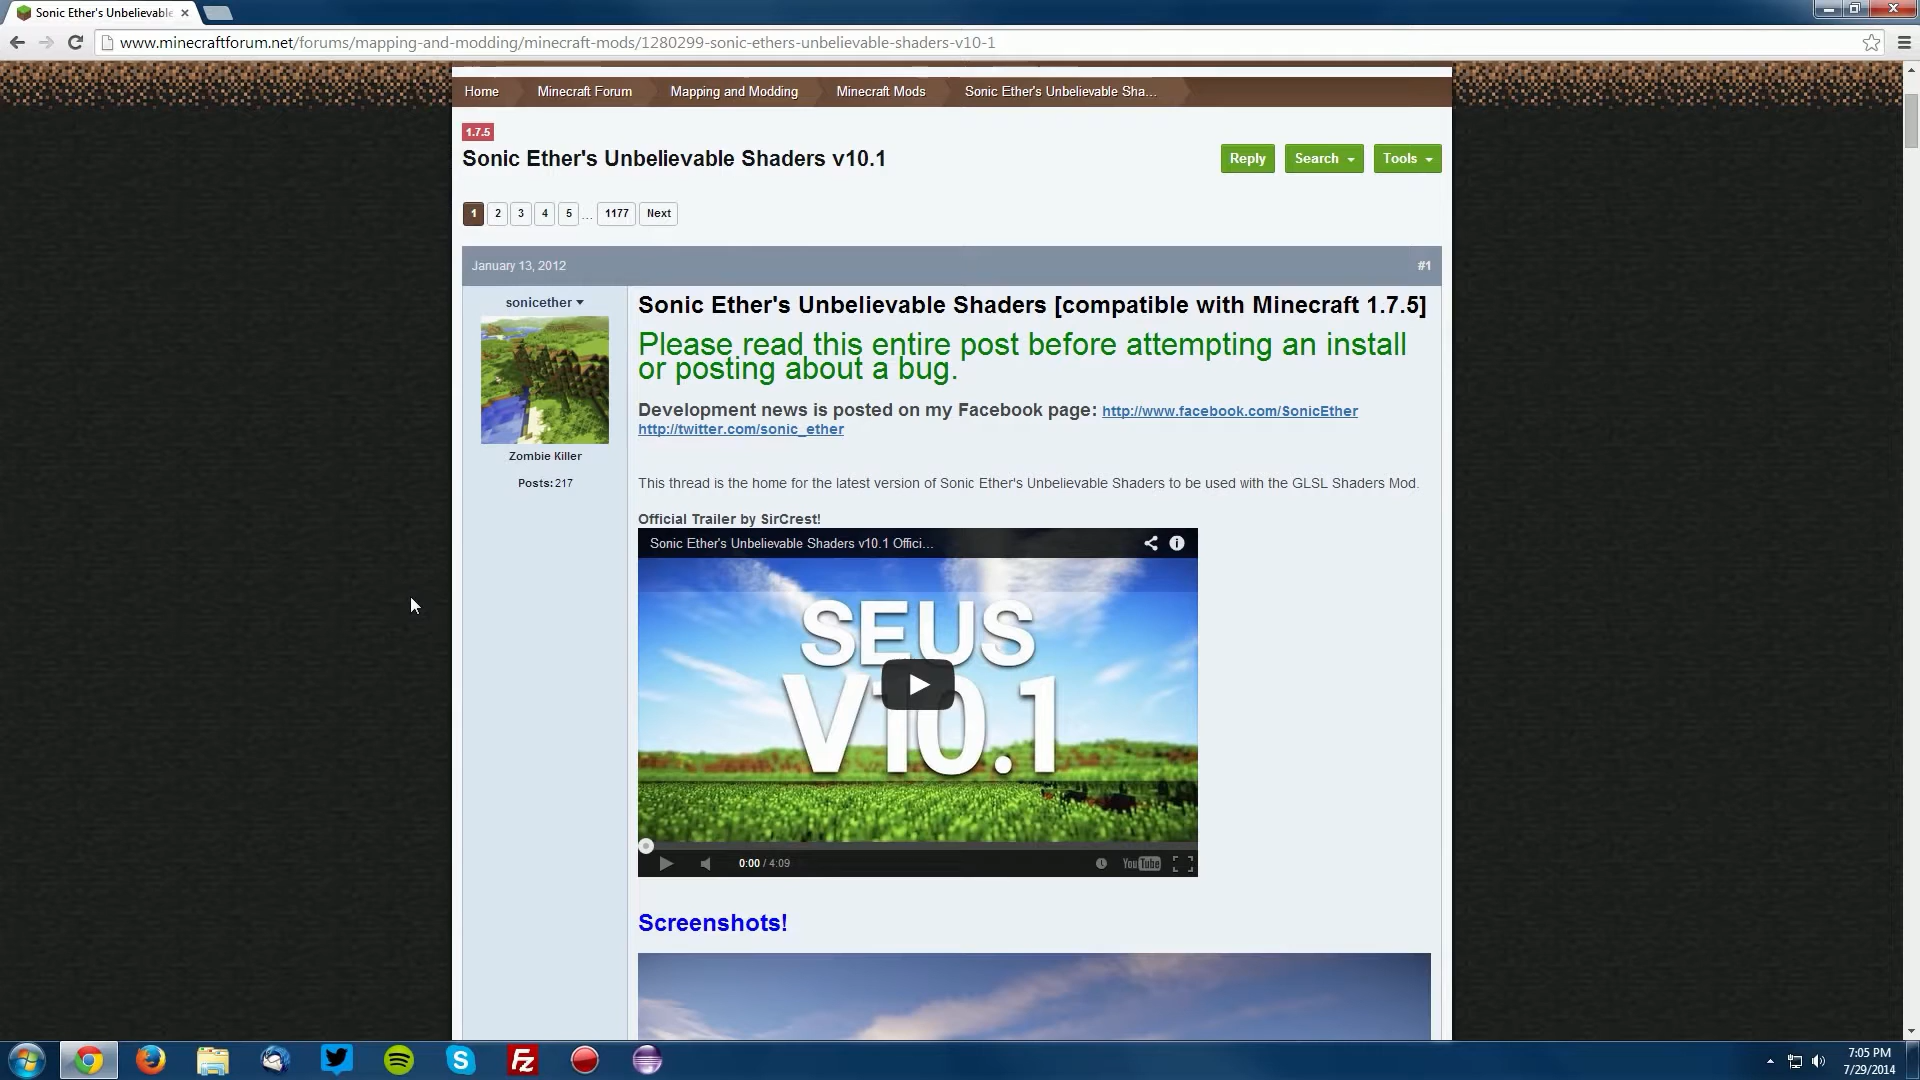 Sonic Ether's Unbelievable
www.minecraftforum.net/forums/mapping-and-modding/minecraft-mods/1280299-sonic-ethers-unbelievable-shaders-v10-1
Home Minecraft Forum Mapping and Modding Minecraft Mods Sonic Ether's Unbelievable Sha...
1.7.5
Sonic Ether's Unbelievable Shaders v10.1
Reply Search Tools
1 2 3 4 5 ... 1177 Next
January 13, 2012 #1
sonicether
Zombie Killer
Posts: 217
Sonic Ether's Unbelievable Shaders [compatible with Minecraft 1.7.5]
Please read this entire post before attempting an install
or posting about a bug.
Development news is posted on my Facebook page: http://www.facebook.com/SonicEther
http://twitter.com/sonic_ether
This thread is the home for the latest version of Sonic Ether's Unbelievable Shaders to be used with the GLSL Shaders Mod.
Official Trailer by SirCrest!
Sonic Ether's Unbelievable Shaders v10.1 Offici...
SEUS
V10.1
0:00 / 4:09
YouTube
Screenshots!
S
Fz
7:05 PM
7/29/2014